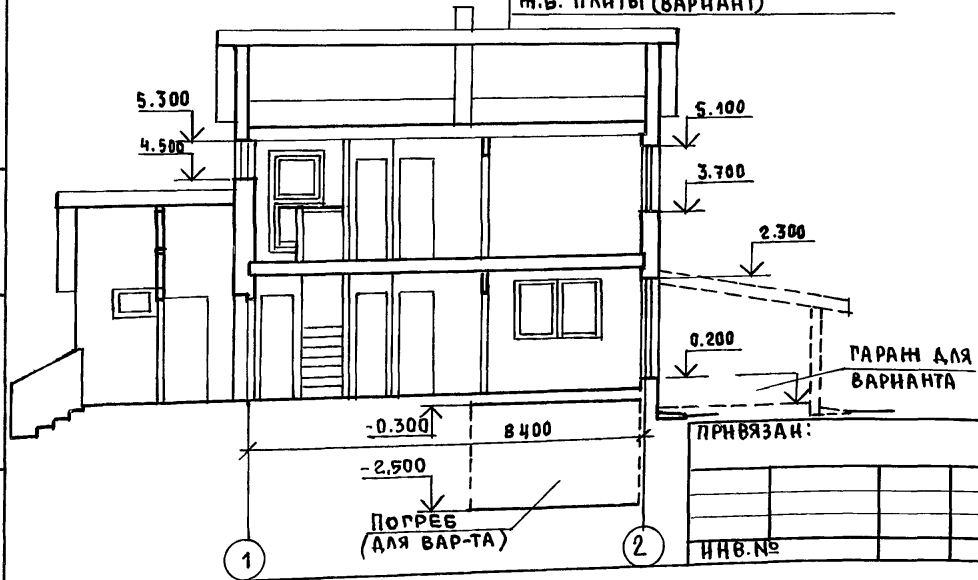 Ж.Б. ПЛИТЫ (ВАРИАНТ)
5.300
4.500
5.100
3.700
2.300
0.200
ГАРАЖ ДЛЯ
ВАРИАНТА
-0.300
8400
-2.500
ПОГРЕБ
(ДЛЯ ВАР-ТА)
1
2
ПРИВЯЗАН:
ИНВ.№